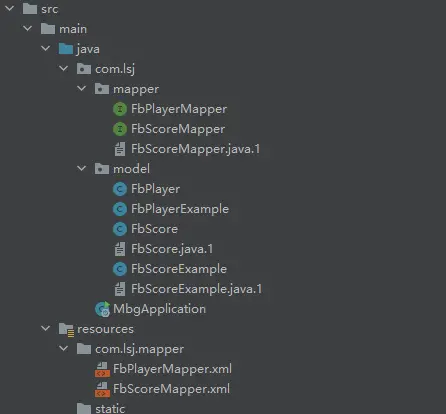 src
main
java
com.lsj
mapper
FbPlayerMapper
FbScoreMapper
FbScoreMapper.java.1
model
FbPlayer
FbPlayerExample
FbScore
FbScore.java.1
FbScoreExample
FbScoreExample.java.1
MbgApplication
resources
com.lsj.mapper
FbPlayerMapper.xml
FbScoreMapper.xml
static